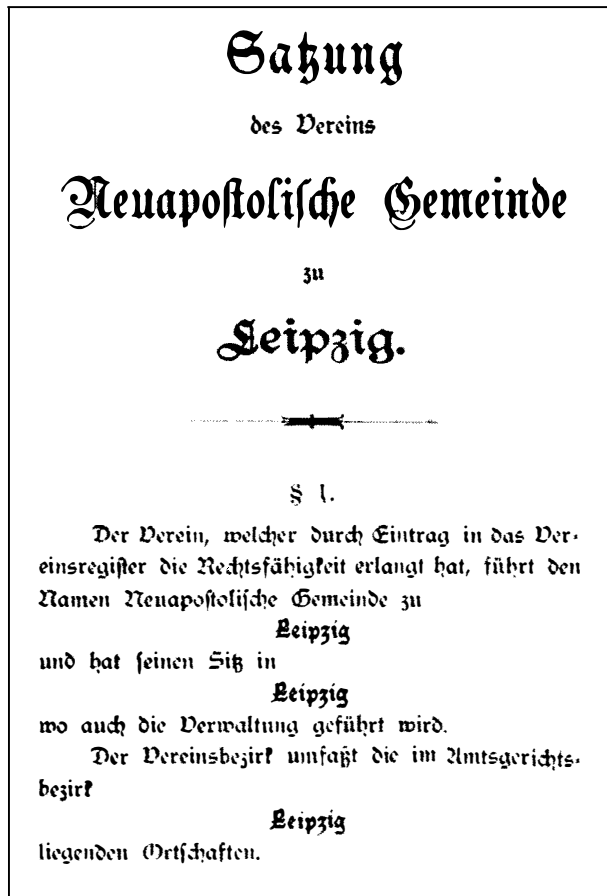 Satzung
des Vereins
Neuapostolische Gemeinde
zu
Leipzig.
§ 1.
Der Verein, welcher durch Eintrag in das Ver-
einsregister die Rechtsfähigkeit erlangt hat, führt den
Namen Neuapostolische Gemeinde zu
Leipzig
und hat seinen Sitz in
Leipzig
wo auch die Verwaltung geführt wird.
Der Vereinsbezirk umfaßt die im Amtsgerichts-
bezirk
Leipzig
liegenden Ortschaften.